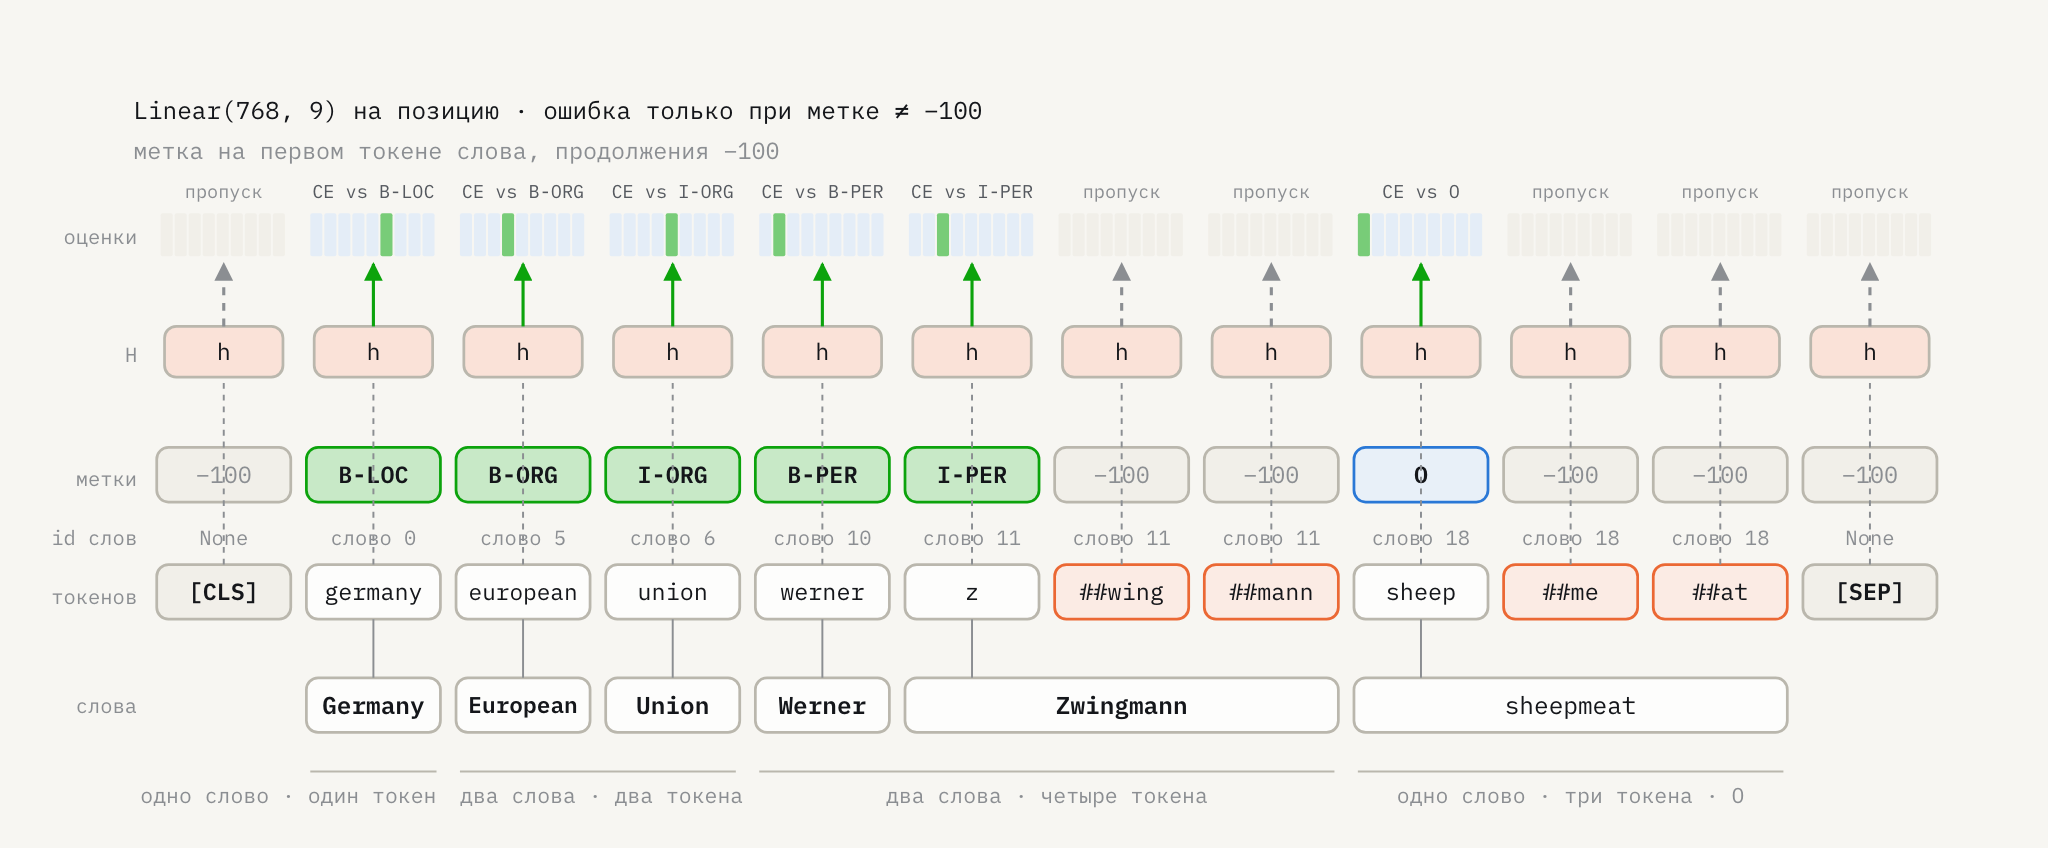 Linear(768, 9) на позицию · ошибка только при метке ≠ −100
метка на первом токене слова, продолжения −100
пропуск CE vs B-LOC CE vs B-ORG CE vs I-ORG CE vs B-PER CE vs I-PER пропуск пропуск CE vs O пропуск пропуск пропуск
оценки
H h h h h h h h h h h h h
метки −100 B-LOC B-ORG I-ORG B-PER I-PER −100 −100 O −100 −100 −100
id слов None слово 0 слово 5 слово 6 слово 10 слово 11 слово 11 слово 11 слово 18 слово 18 слово 18 None
токенов [CLS] germany european union werner z ##wing ##mann sheep ##me ##at [SEP]
слова Germany European Union Werner Zwingmann sheepmeat
одно слово · один токен два слова · два токена два слова · четыре токена одно слово · три токена · O